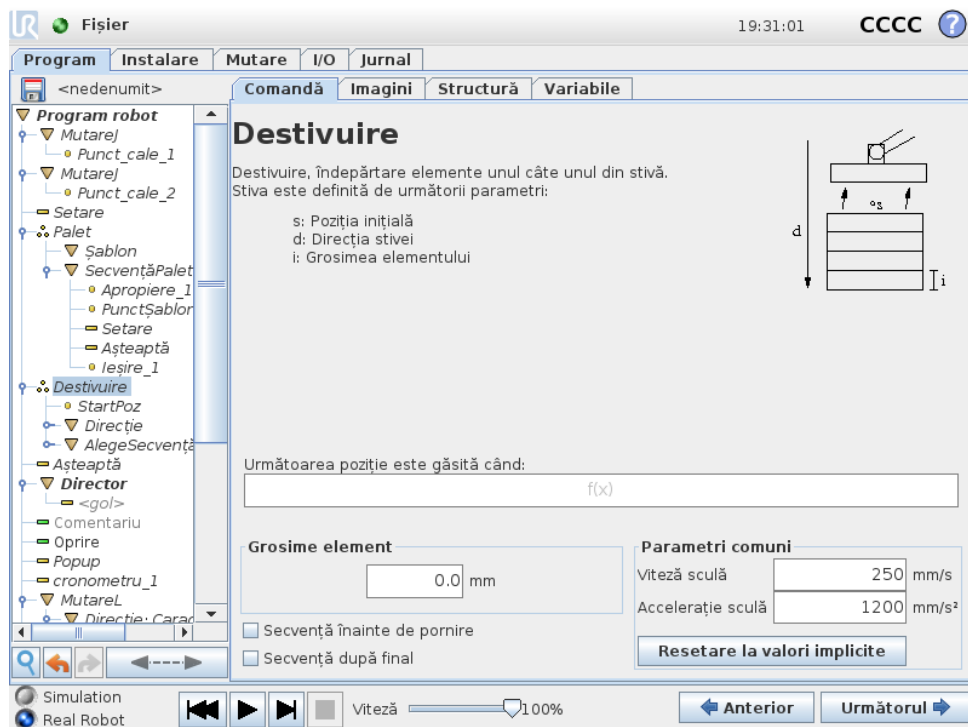 UR Fișier 19:31:01 CCCC ?
Program Instalare Mutare I/O Jurnal
<nedenumit>
Comandă Imagini Structură Variabile
Program robot
MutareJ
Punct_cale_1
MutareJ
Punct_cale_2
Setare
Palet
Șablon
SecvențăPalet
Apropiere_1
PunctȘablon
Setare
Așteaptă
Ieșire_1
Destivuire
StartPoz
Direcție
AlegeSecvență
Așteaptă
Director
<gol>
Comentariu
Oprire
Popup
cronometru_1
MutareL
Direcție: Carac
Destivuire
Destivuire, îndepărtare elemente unul câte unul din stivă.
Stiva este definită de următorii parametri:
s: Poziția inițială
d: Direcția stivei
i: Grosimea elementului
s
d
i
Următoarea poziție este găsită când:
f(x)
Grosime element
0.0 mm
Secvență înainte de pornire
Secvență după final
Parametri comuni
Viteză sculă 250 mm/s
Accelerație sculă 1200 mm/s²
Resetare la valori implicite
Simulation
Real Robot
Viteză 100%
Anterior Următorul